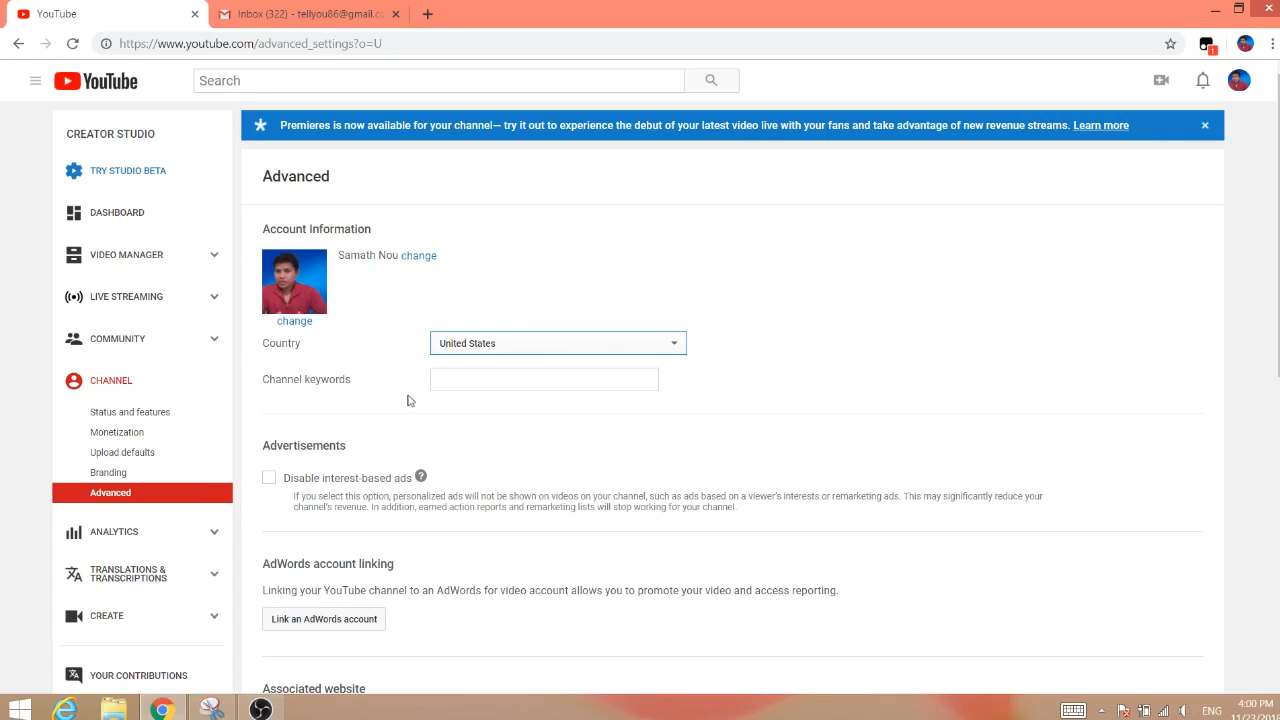 YouTube
Inbox (322) - tellyou86@gmail.c
https://www.youtube.com/advanced_settings?o=U
1
YouTube
Search
CREATOR STUDIO
TRY STUDIO BETA
DASHBOARD
VIDEO MANAGER
LIVE STREAMING
COMMUNITY
CHANNEL
Status and features
Monetization
Upload defaults
Branding
Advanced
ANALYTICS
TRANSLATIONS &
TRANSCRIPTIONS
CREATE
YOUR CONTRIBUTIONS
Premieres is now available for your channel— try it out to experience the debut of your latest video live with your fans and take advantage of new revenue streams. Learn more
Advanced
Account Information
Samath Nou change
change
Country
United States
Channel keywords
Advertisements
Disable interest-based ads ?
If you select this option, personalized ads will not be shown on videos on your channel, such as ads based on a viewer's interests or remarketing ads. This may significantly reduce your
channel's revenue. In addition, earned action reports and remarketing lists will stop working for your channel.
AdWords account linking
Linking your YouTube channel to an AdWords for video account allows you to promote your video and access reporting.
Link an AdWords account
Associated website
ENG
4:00 PM